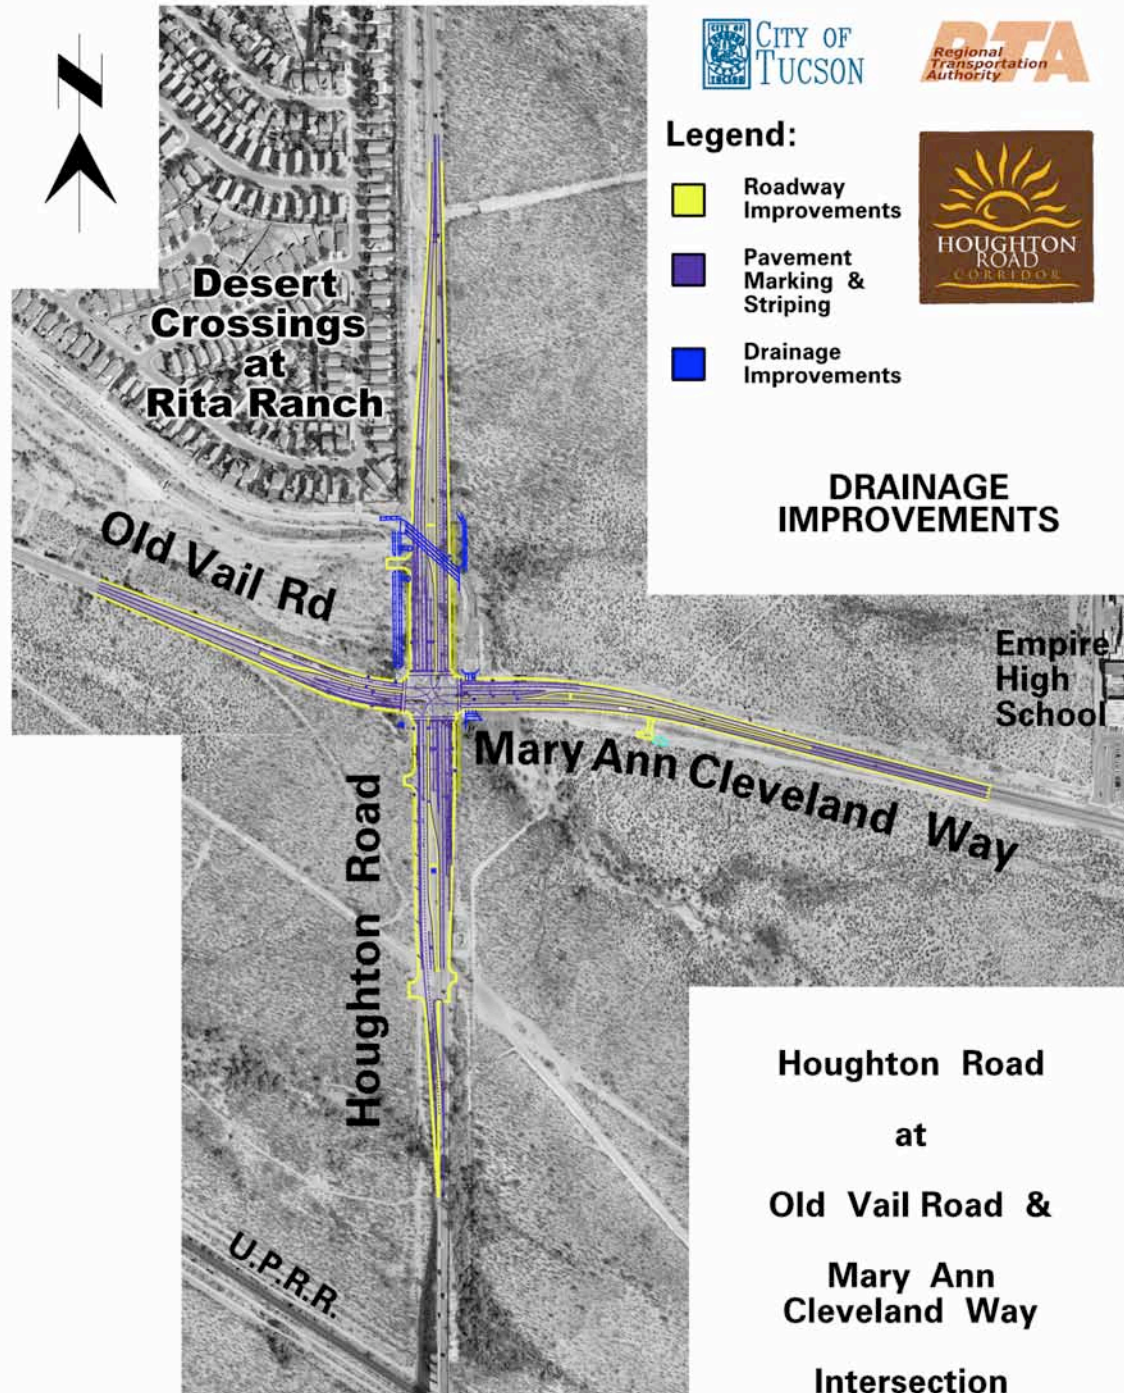 CITY OF
TUCSON
RTA
Regional
Transportation
Authority
Legend:
Roadway
Improvements
Pavement
Marking &
Striping
Drainage
Improvements
HOUGHTON
ROAD
CORRIDOR
DRAINAGE
IMPROVEMENTS
Desert
Crossings
at
Rita Ranch
Old Vail Rd
Empire
High
School
Mary Ann Cleveland Way
Houghton Road
U.P.R.R.
Houghton Road
at
Old Vail Road &
Mary Ann
Cleveland Way
Intersection